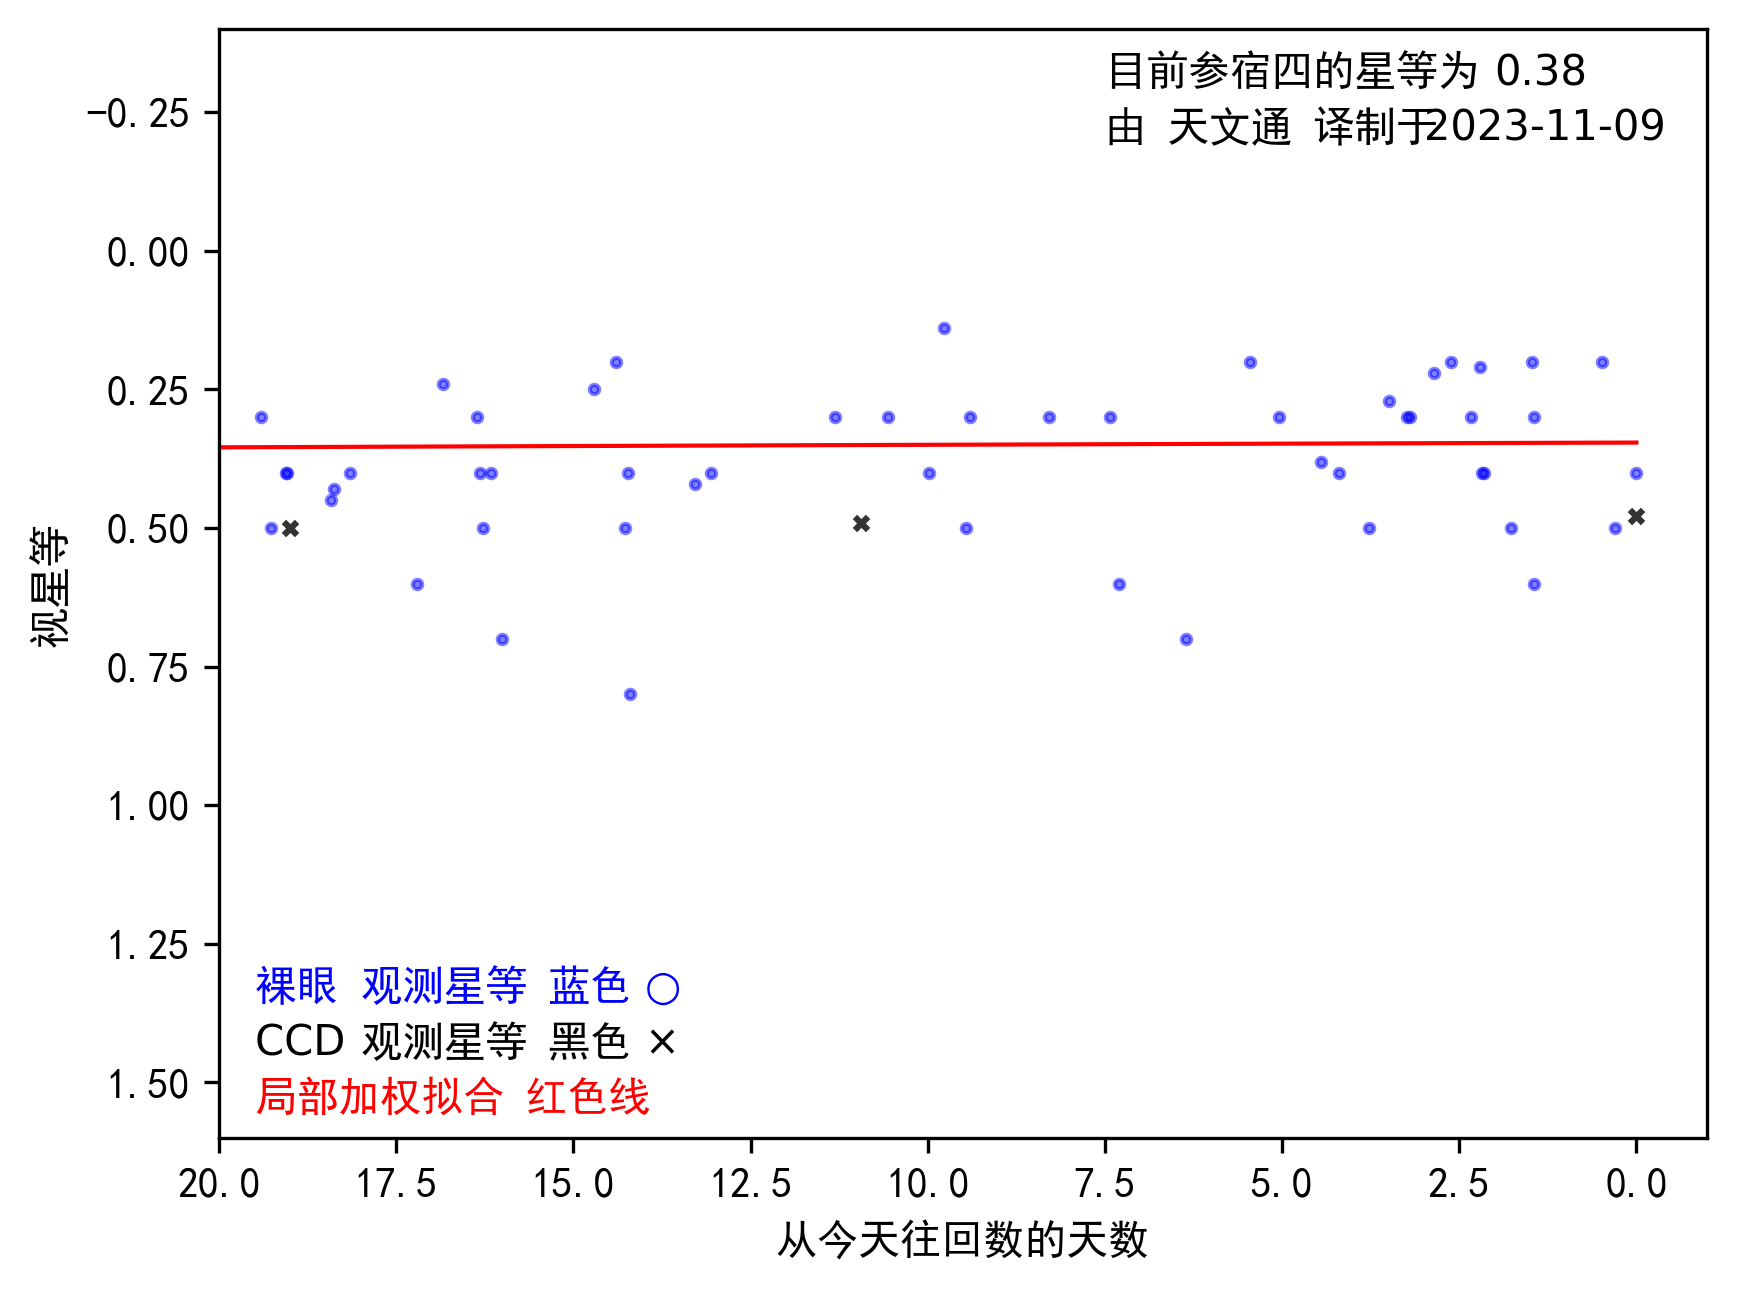 目前参宿四的星等为 0.38
由 天文通 译制于2023-11-09
−0.25
0.00
0.25
0.50
0.75
1.00
1.25
1.50
视星等
裸眼 观测星等 蓝色 ○
CCD 观测星等 黑色 ×
局部加权拟合 红色线
20.0 17.5 15.0 12.5 10.0 7.5 5.0 2.5 0.0
从今天往回数的天数